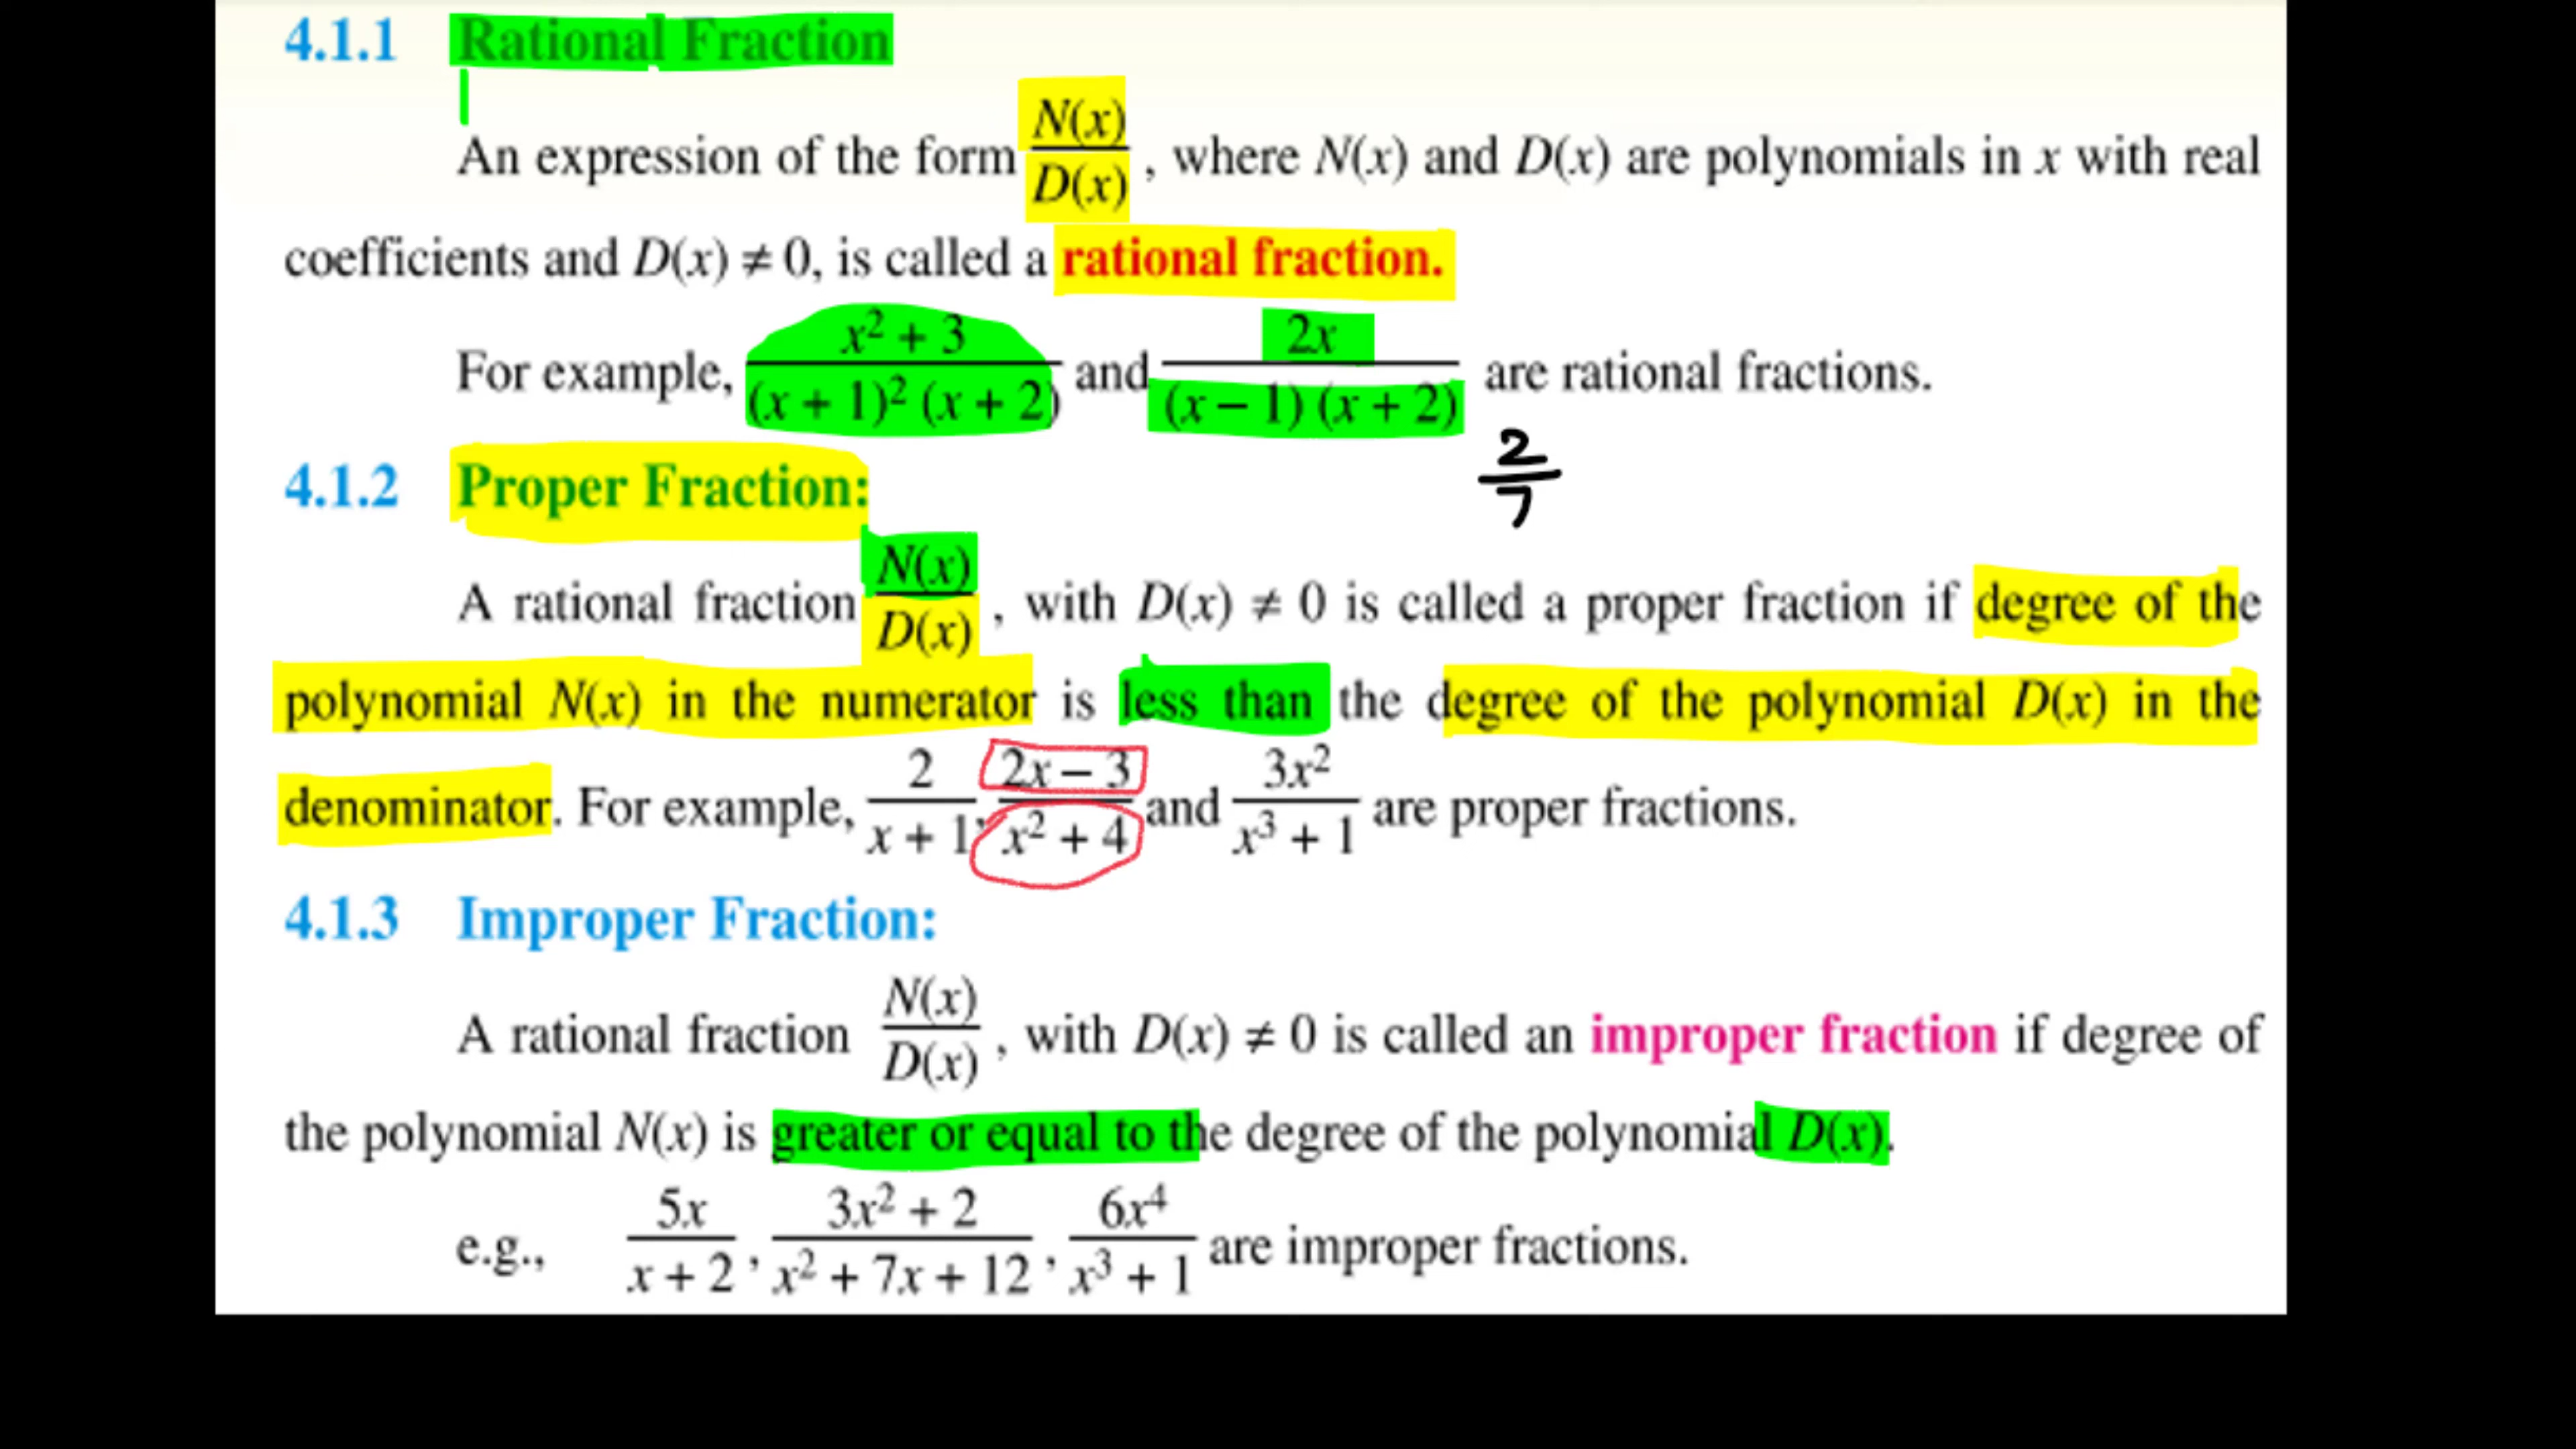 4.1.1 Rational Fraction
An expression of the form N(x)/D(x), where N(x) and D(x) are polynomials in x with real
coefficients and D(x) ≠ 0, is called a rational fraction.
For example, (x² + 3)/((x + 1)² (x + 2)) and 2x/((x – 1) (x + 2)) are rational fractions.
2/7
4.1.2 Proper Fraction:
A rational fraction N(x)/D(x), with D(x) ≠ 0 is called a proper fraction if degree of the
polynomial N(x) in the numerator is less than the degree of the polynomial D(x) in the
denominator. For example, 2/(x + 1), (2x – 3)/(x² + 4) and 3x²/(x³ + 1) are proper fractions.
4.1.3 Improper Fraction:
A rational fraction N(x)/D(x), with D(x) ≠ 0 is called an improper fraction if degree of
the polynomial N(x) is greater or equal to the degree of the polynomial D(x).
e.g., 5x/(x + 2), (3x² + 2)/(x² + 7x + 12), 6x⁴/(x³ + 1) are improper fractions.